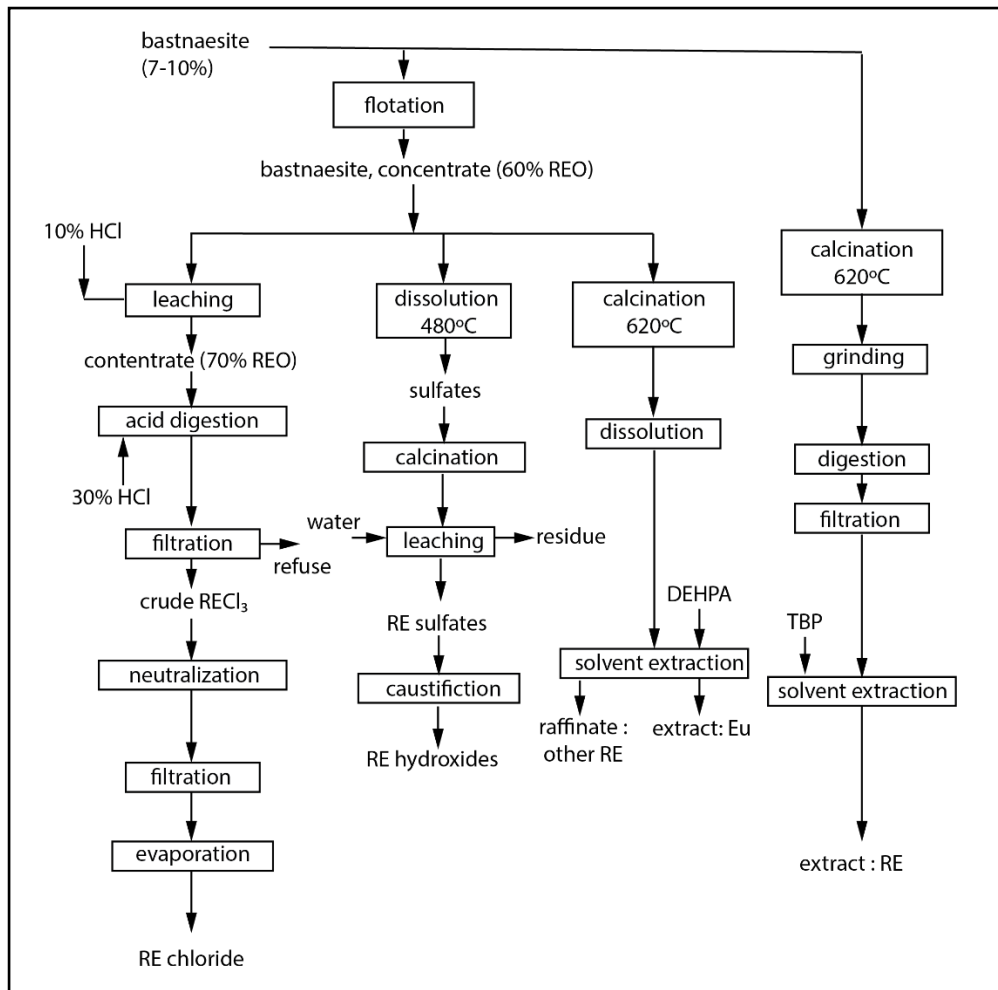 bastnaesite
(7-10%)
flotation
bastnaesite, concentrate (60% REO)
10% HCl
leaching
contentrate (70% REO)
acid digestion
30% HCl
filtration
refuse
crude RECl₃
neutralization
filtration
evaporation
RE chloride
dissolution
480ºC
sulfates
calcination
water
leaching
residue
RE sulfates
caustifiction
RE hydroxides
calcination
620ºC
dissolution
DEHPA
solvent extraction
raffinate :
other RE
extract: Eu
calcination
620ºC
grinding
digestion
filtration
TBP
solvent extraction
extract : RE